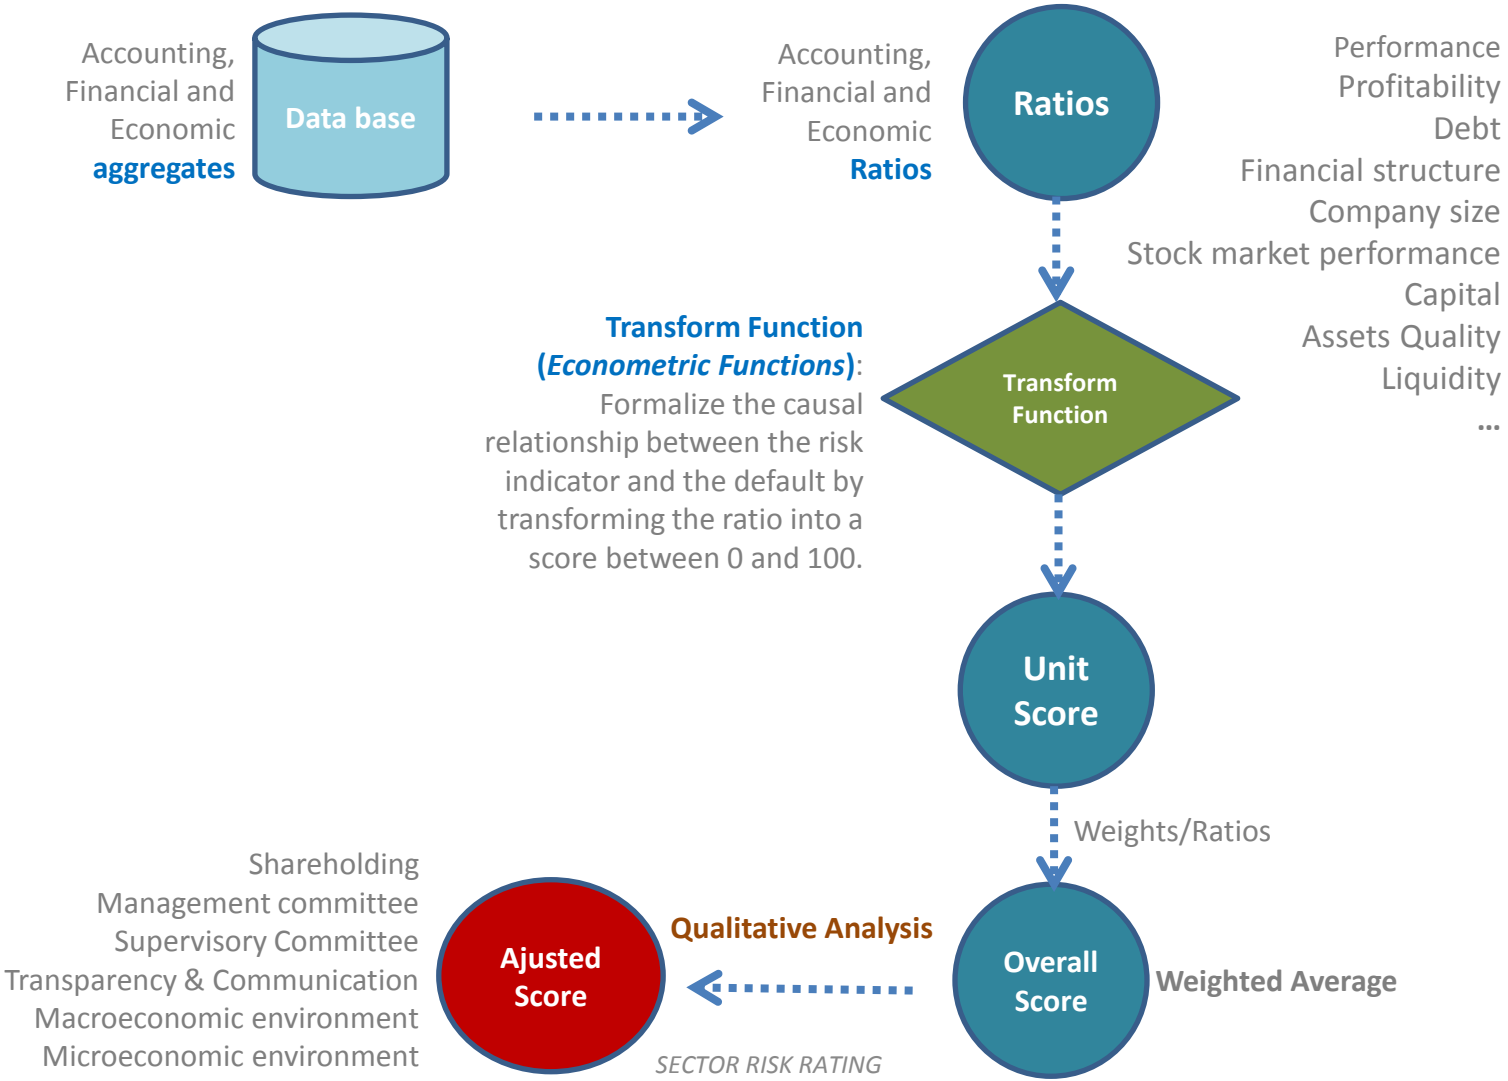 Accounting,
Financial and
Economic
aggregates
Data base
Accounting,
Financial and
Economic
Ratios
Ratios
Performance
Profitability
Debt
Financial structure
Company size
Stock market performance
Capital
Assets Quality
Liquidity
...
Transform Function
(Econometric Functions):
Formalize the causal
relationship between the risk
indicator and the default by
transforming the ratio into a
score between 0 and 100.
Transform
Function
Unit
Score
Weights/Ratios
Overall
Score
Weighted Average
Qualitative Analysis
SECTOR RISK RATING
Ajusted
Score
Shareholding
Management committee
Supervisory Committee
Transparency & Communication
Macroeconomic environment
Microeconomic environment